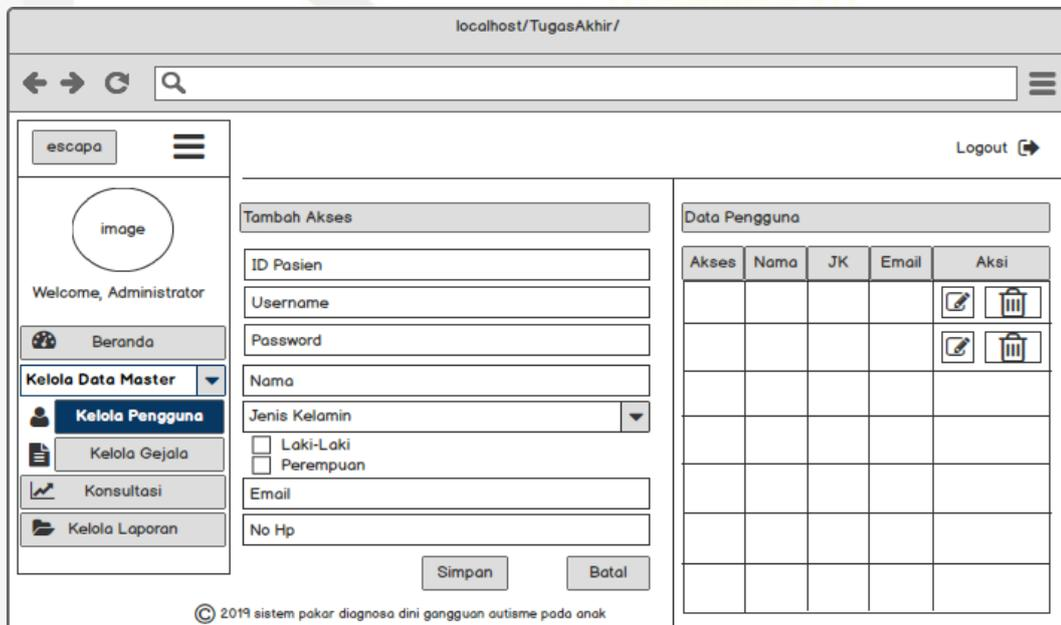 localhost/TugasAkhir/
escapa
Logout
image
Welcome, Administrator
Beranda
Kelola Data Master
Kelola Pengguna
Kelola Gejala
Konsultasi
Kelola Laporan
Tambah Akses
ID Pasien
Username
Password
Nama
Jenis Kelamin
Laki-Laki
Perempuan
Email
No Hp
Simpan Batal
Data Pengguna
Akses Nama JK Email Aksi
© 2019 sistem pakar diagnosa dini gangguan autisme pada anak